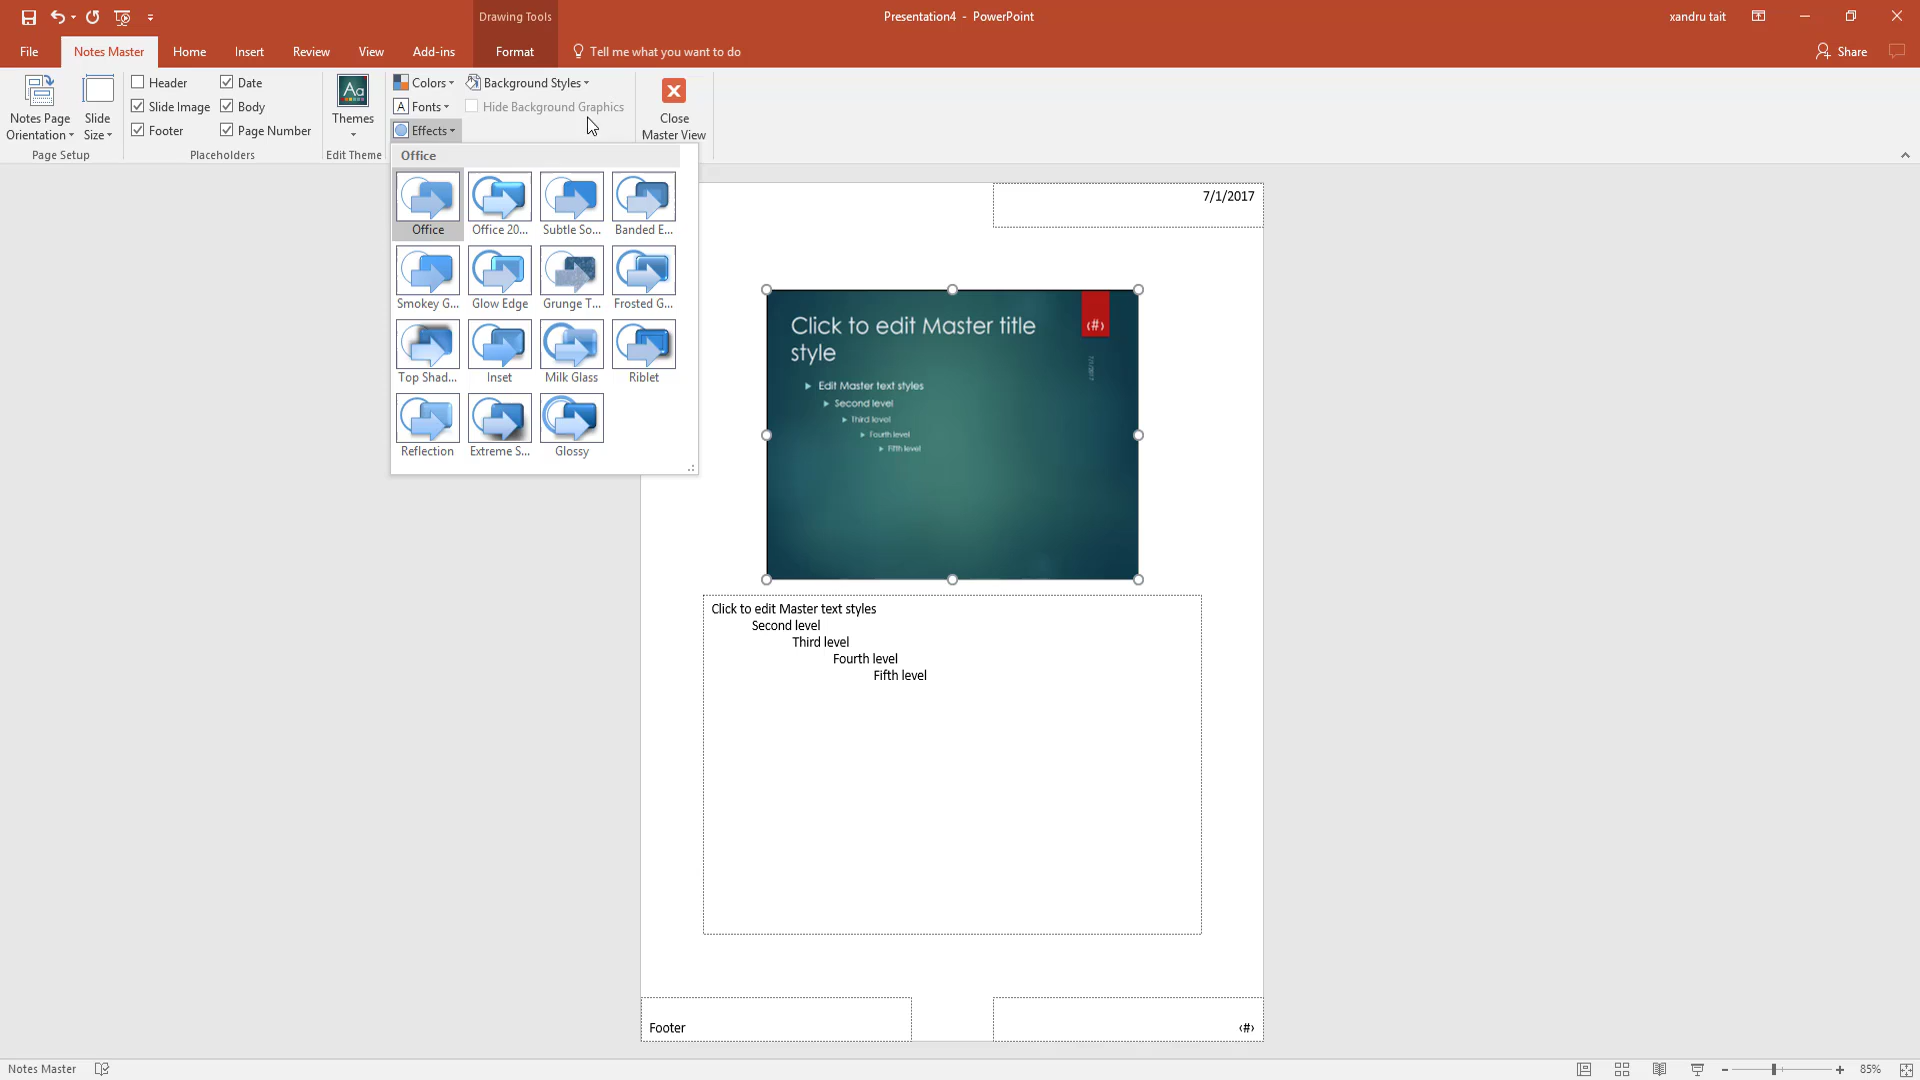 Drawing Tools
Presentation4 - PowerPoint
xandru tait
File
Notes Master
Home
Insert
Review
View
Add-ins
Format
Tell me what you want to do
Share
Notes Page
Orientation
Slide
Size
Page Setup
Header
Slide Image
Footer
Date
Body
Page Number
Placeholders
Aa
Themes
Edit Theme
Colors
A Fonts
Effects
Background Styles
Hide Background Graphics
Close
Master View
Office
Office
Office 20...
Subtle So...
Banded E...
Smokey G...
Glow Edge
Grunge T...
Frosted G...
Top Shad...
Inset
Milk Glass
Riblet
Reflection
Extreme S...
Glossy
7/1/2017
Click to edit Master title
style
‹#›
7/1/2017
Edit Master text styles
Second level
Third level
Fourth level
Fifth level
Click to edit Master text styles
Second level
Third level
Fourth level
Fifth level
Footer
‹#›
Notes Master
85%